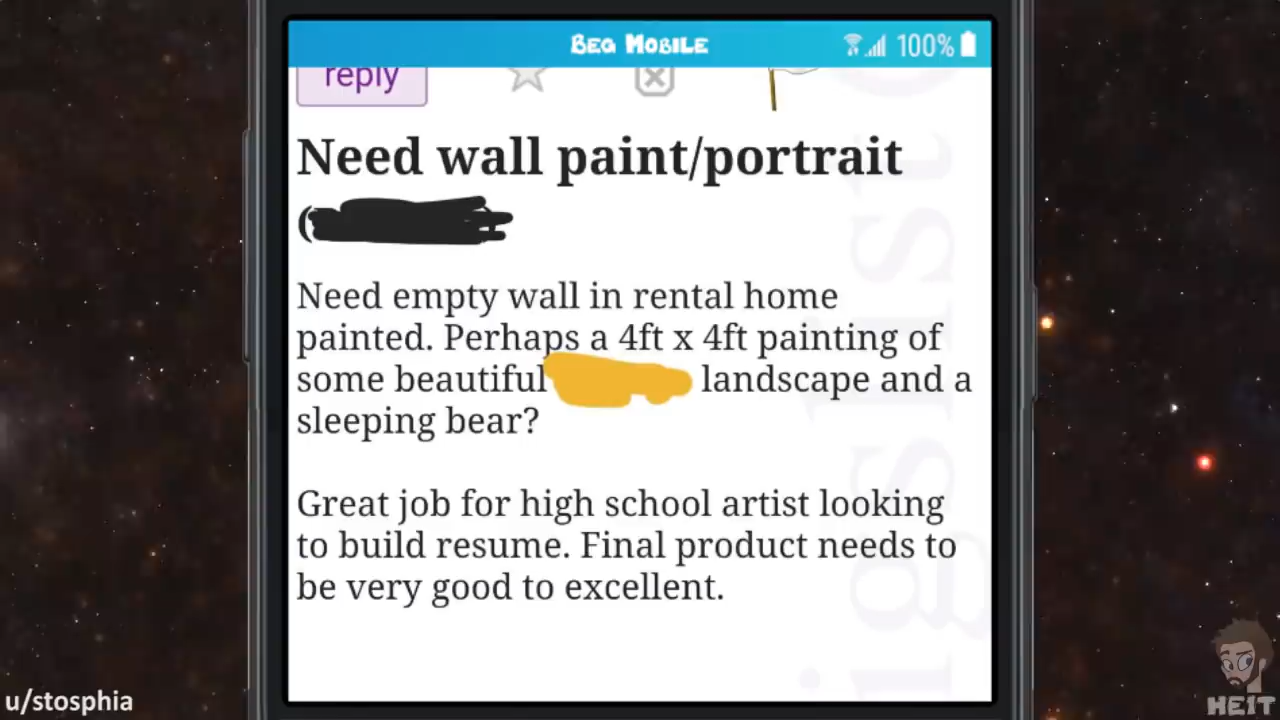 BEG MOBILE
100%
reply
Need wall paint/portrait
(
Need empty wall in rental home
painted. Perhaps a 4ft x 4ft painting of
some beautiful landscape and a
sleeping bear?
Great job for high school artist looking
to build resume. Final product needs to
be very good to excellent.
u/stosphia
HEIT